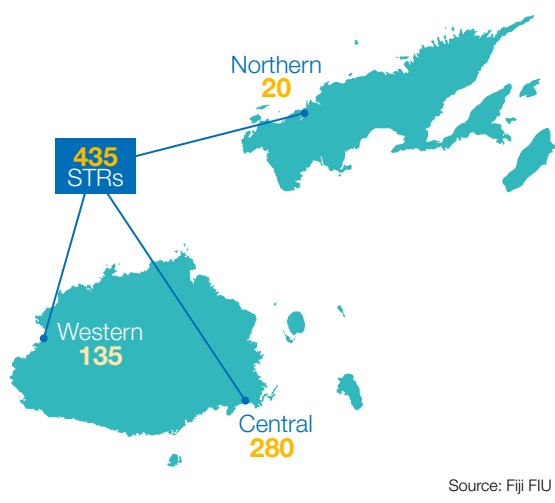 Northern
20
435
STRs
Western
135
Central
280
Source: Fiji FIU